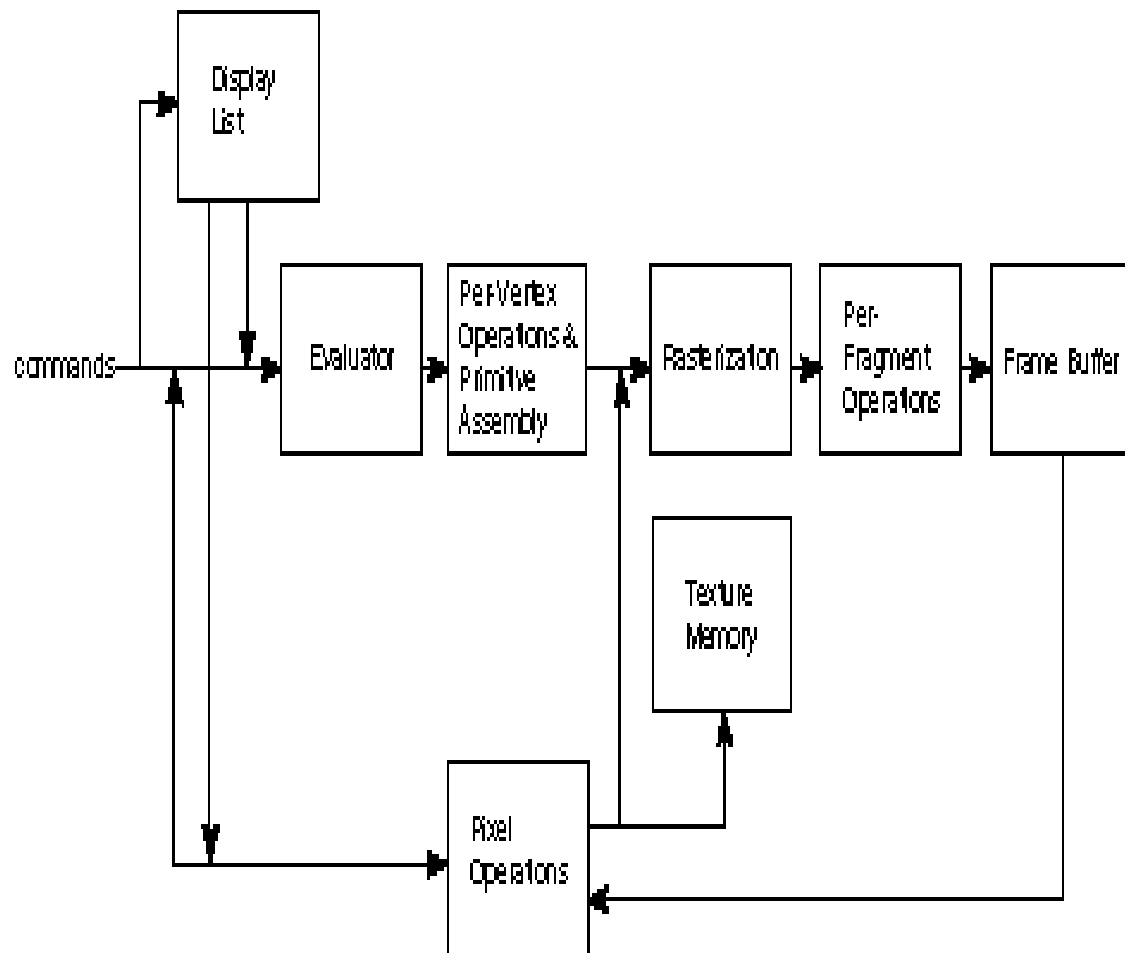 Display
List
commands
Evaluator
Per-Vertex
Operations &
Primitive
Assembly
Rasterization
Per-
Fragment
Operations
Frame Buffer
Texture
Memory
Pixel
Operations